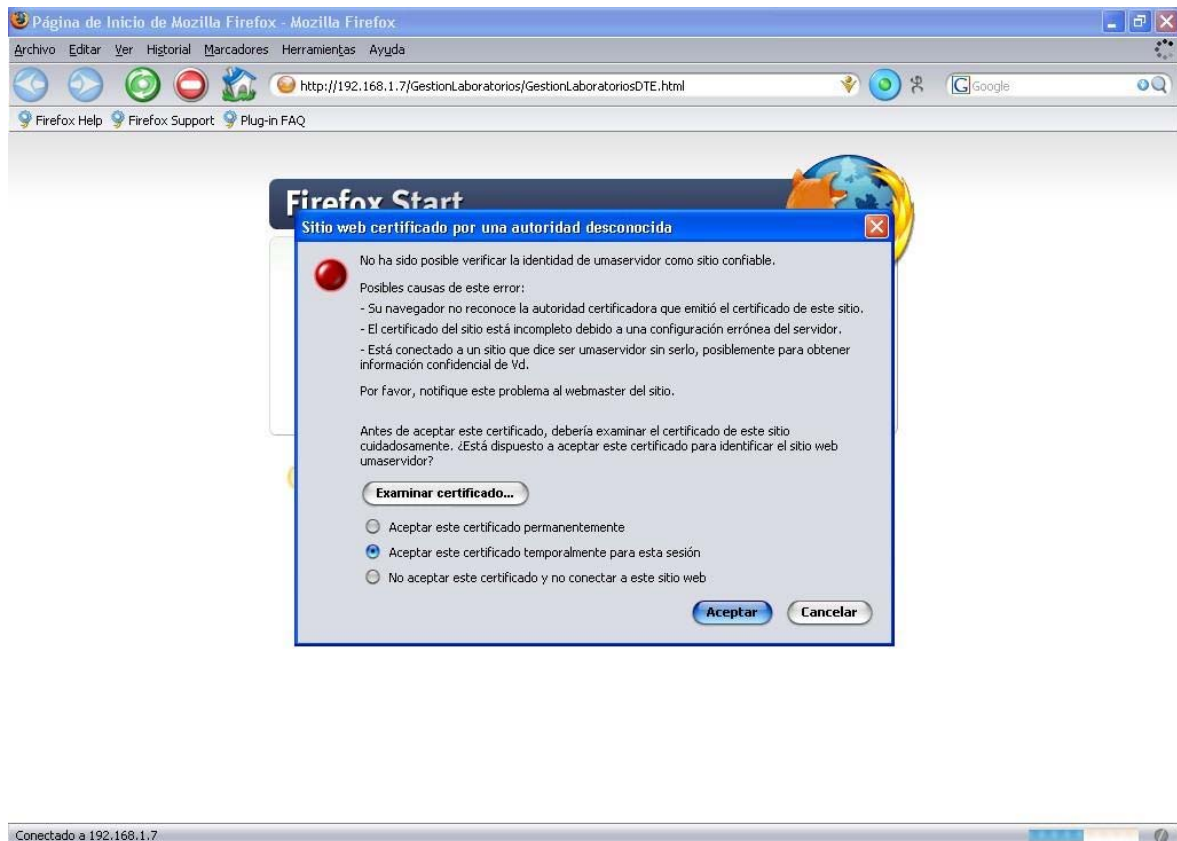 Página de Inicio de Mozilla Firefox - Mozilla Firefox
Archivo Editar Ver Historial Marcadores Herramientas Ayuda
http://192.168.1.7/GestionLaboratorios/GestionLaboratoriosDTE.html
G Google
Firefox Help Firefox Support Plug-in FAQ
Firefox Start
Sitio web certificado por una autoridad desconocida
No ha sido posible verificar la identidad de umaservidor como sitio confiable.
Posibles causas de este error:
- Su navegador no reconoce la autoridad certificadora que emitió el certificado de este sitio.
- El certificado del sitio está incompleto debido a una configuración errónea del servidor.
- Está conectado a un sitio que dice ser umaservidor sin serlo, posiblemente para obtener
información confidencial de Vd.
Por favor, notifique este problema al webmaster del sitio.
Antes de aceptar este certificado, debería examinar el certificado de este sitio
cuidadosamente. ¿Está dispuesto a aceptar este certificado para identificar el sitio web
umaservidor?
Examinar certificado...
Aceptar este certificado permanentemente
Aceptar este certificado temporalmente para esta sesión
No aceptar este certificado y no conectar a este sitio web
Aceptar Cancelar
Conectado a 192.168.1.7